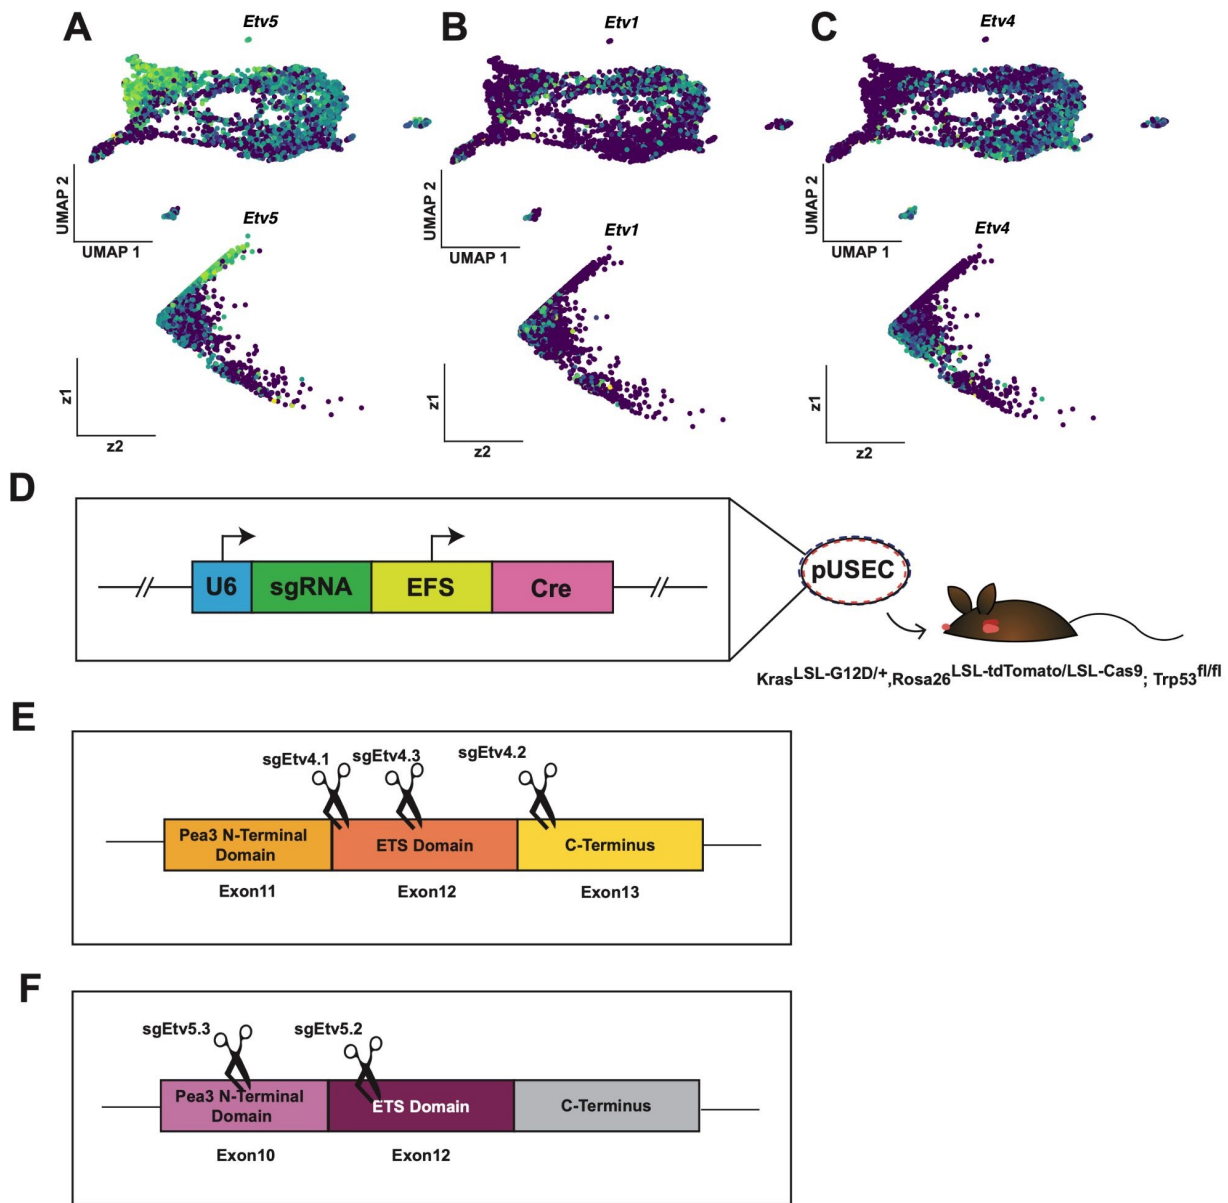 A
Etv5
B
Etv1
C
Etv4
UMAP 2
UMAP 1
UMAP 2
UMAP 1
UMAP 2
UMAP 1
Etv5
Etv1
Etv4
z1
z2
z1
z2
z1
z2
D
U6
sgRNA
EFS
Cre
pUSEC
KrasLSL-G12D/+,Rosa26LSL-tdTomato/LSL-Cas9; Trp53fl/fl
E
sgEtv4.1
sgEtv4.3
sgEtv4.2
Pea3 N-Terminal
Domain
ETS Domain
C-Terminus
Exon11
Exon12
Exon13
F
sgEtv5.3
sgEtv5.2
Pea3 N-Terminal
Domain
ETS Domain
C-Terminus
Exon10
Exon12